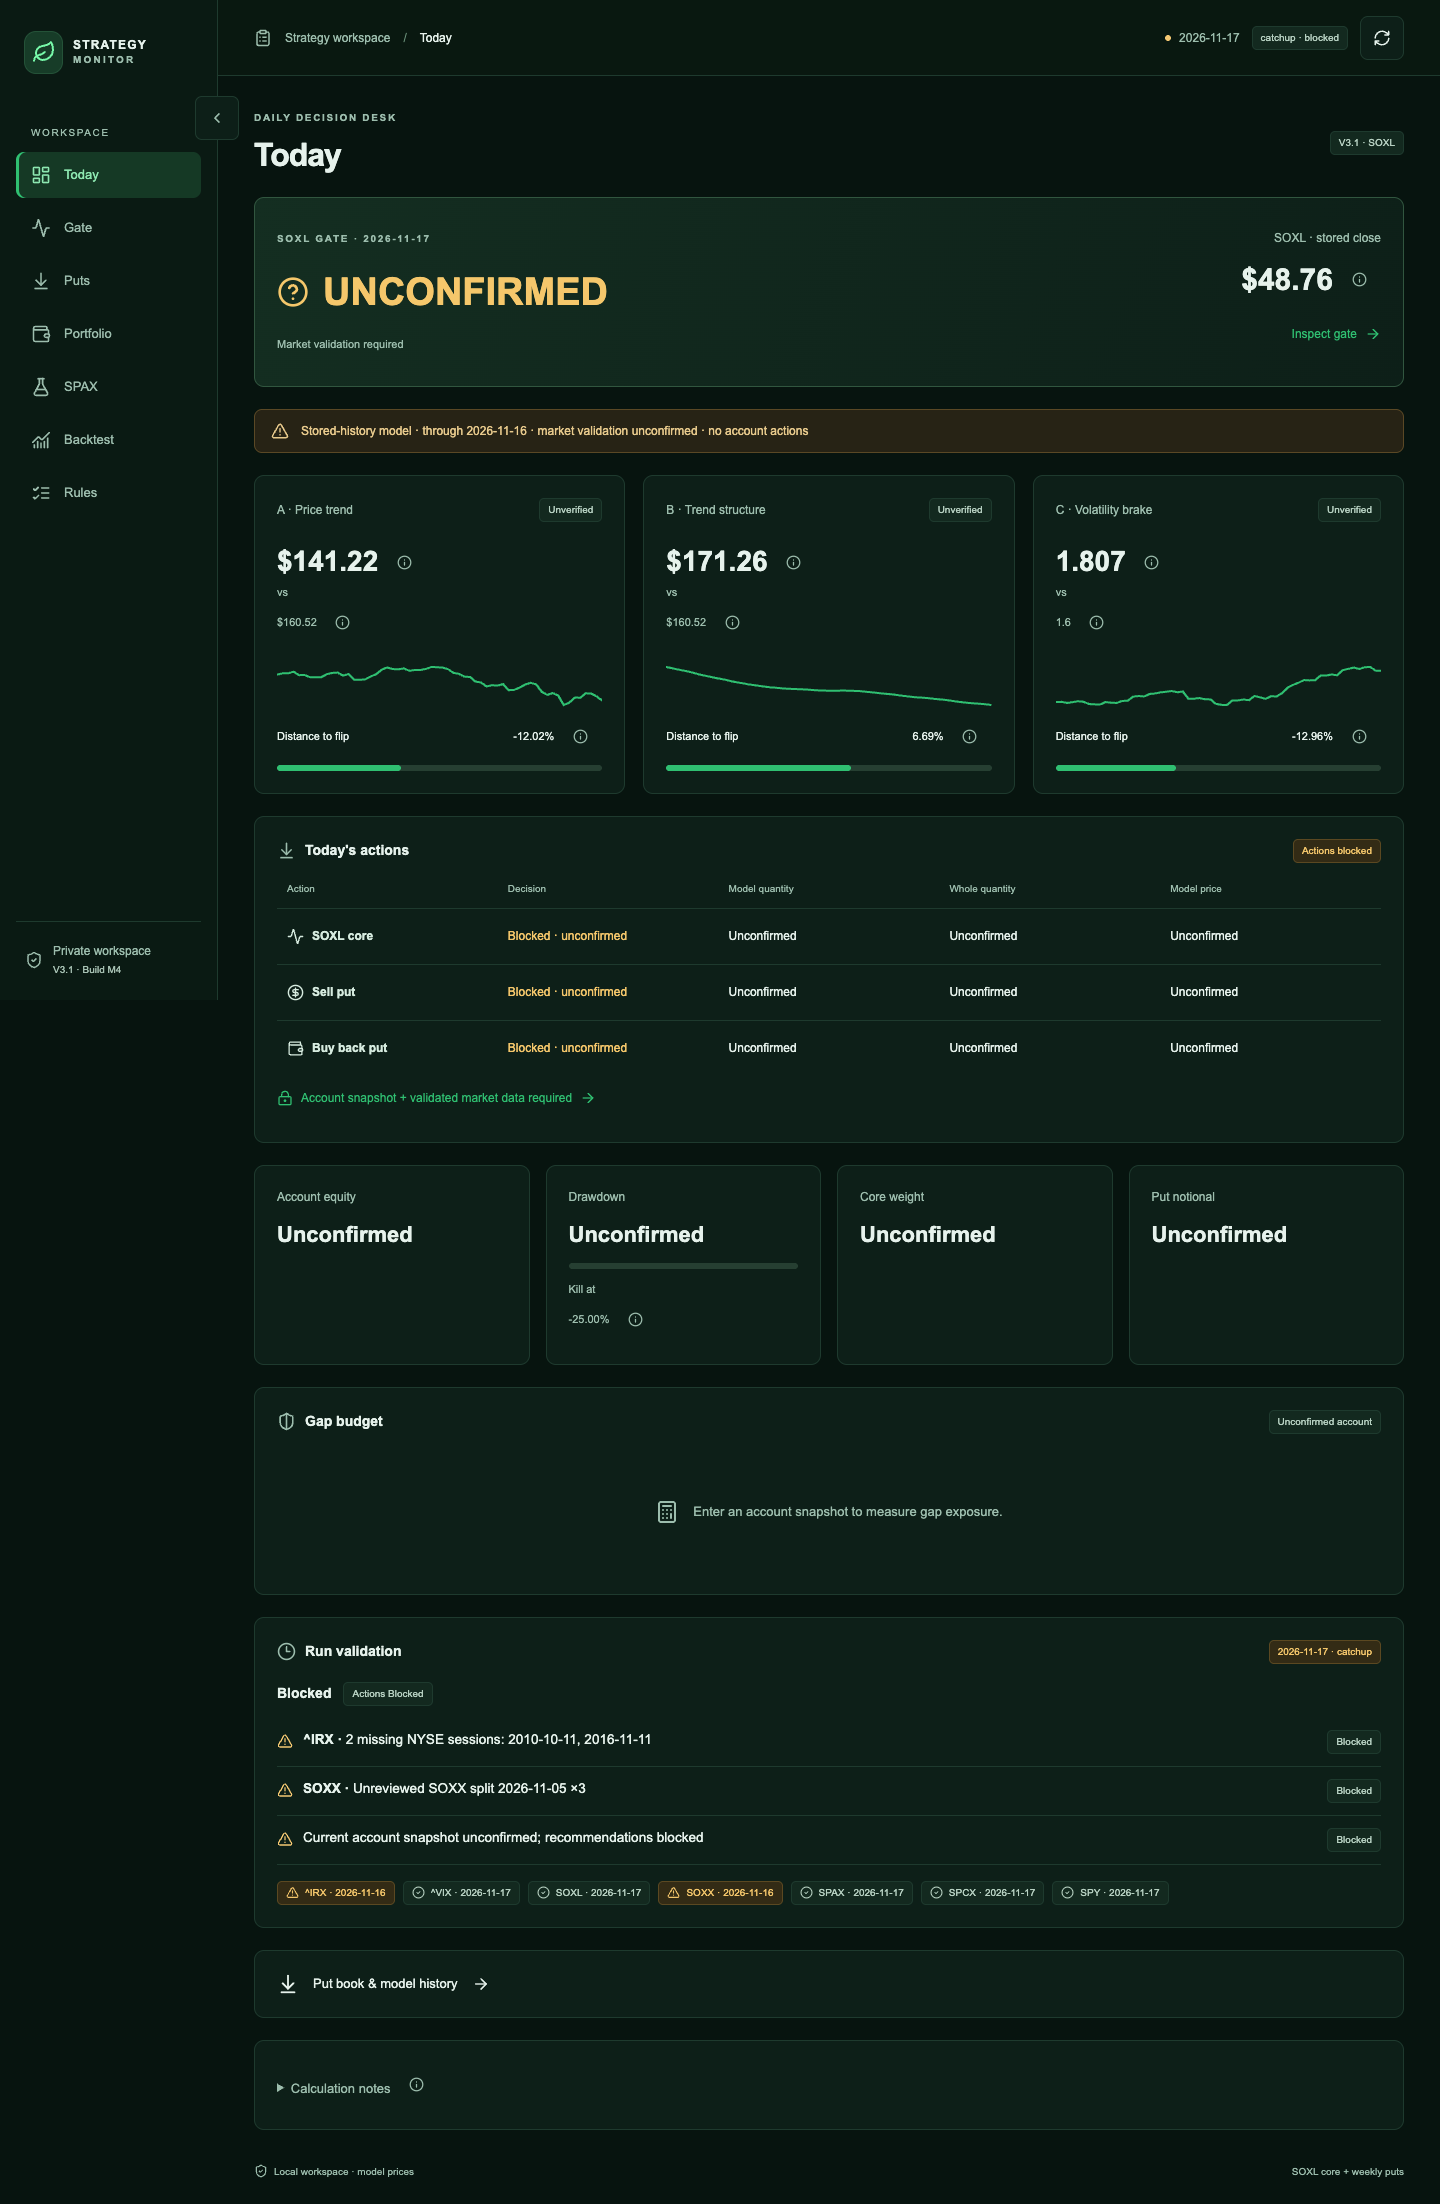 STRATEGY
MONITOR
WORKSPACE
Today
Gate
Puts
Portfolio
SPAX
Backtest
Rules
Private workspace
V3.1 · Build M4
Strategy workspace / Today
2026-11-17
catchup · blocked
DAILY DECISION DESK
Today
V3.1 · SOXL
SOXL GATE · 2026-11-17
UNCONFIRMED
Market validation required
SOXL · stored close
$48.76
Inspect gate
Stored-history model · through 2026-11-16 · market validation unconfirmed · no account actions
A · Price trend
Unverified
$141.22
vs
$160.52
Distance to flip
-12.02%
B · Trend structure
Unverified
$171.26
vs
$160.52
Distance to flip
6.69%
C · Volatility brake
Unverified
1.807
vs
1.6
Distance to flip
-12.96%
Today's actions
Actions blocked
Action Decision Model quantity Whole quantity Model price
SOXL core Blocked · unconfirmed Unconfirmed Unconfirmed Unconfirmed
Sell put Blocked · unconfirmed Unconfirmed Unconfirmed Unconfirmed
Buy back put Blocked · unconfirmed Unconfirmed Unconfirmed Unconfirmed
Account snapshot + validated market data required
Account equity
Unconfirmed
Drawdown
Unconfirmed
Kill at
-25.00%
Core weight
Unconfirmed
Put notional
Unconfirmed
Gap budget
Unconfirmed account
Enter an account snapshot to measure gap exposure.
Run validation
2026-11-17 · catchup
Blocked
Actions Blocked
^IRX · 2 missing NYSE sessions: 2010-10-11, 2016-11-11
Blocked
SOXX · Unreviewed SOXX split 2026-11-05 ×3
Blocked
Current account snapshot unconfirmed; recommendations blocked
Blocked
^IRX · 2026-11-16
^VIX · 2026-11-17
SOXL · 2026-11-17
SOXX · 2026-11-16
SPAX · 2026-11-17
SPCX · 2026-11-17
SPY · 2026-11-17
Put book & model history
Calculation notes
Local workspace · model prices
SOXL core + weekly puts